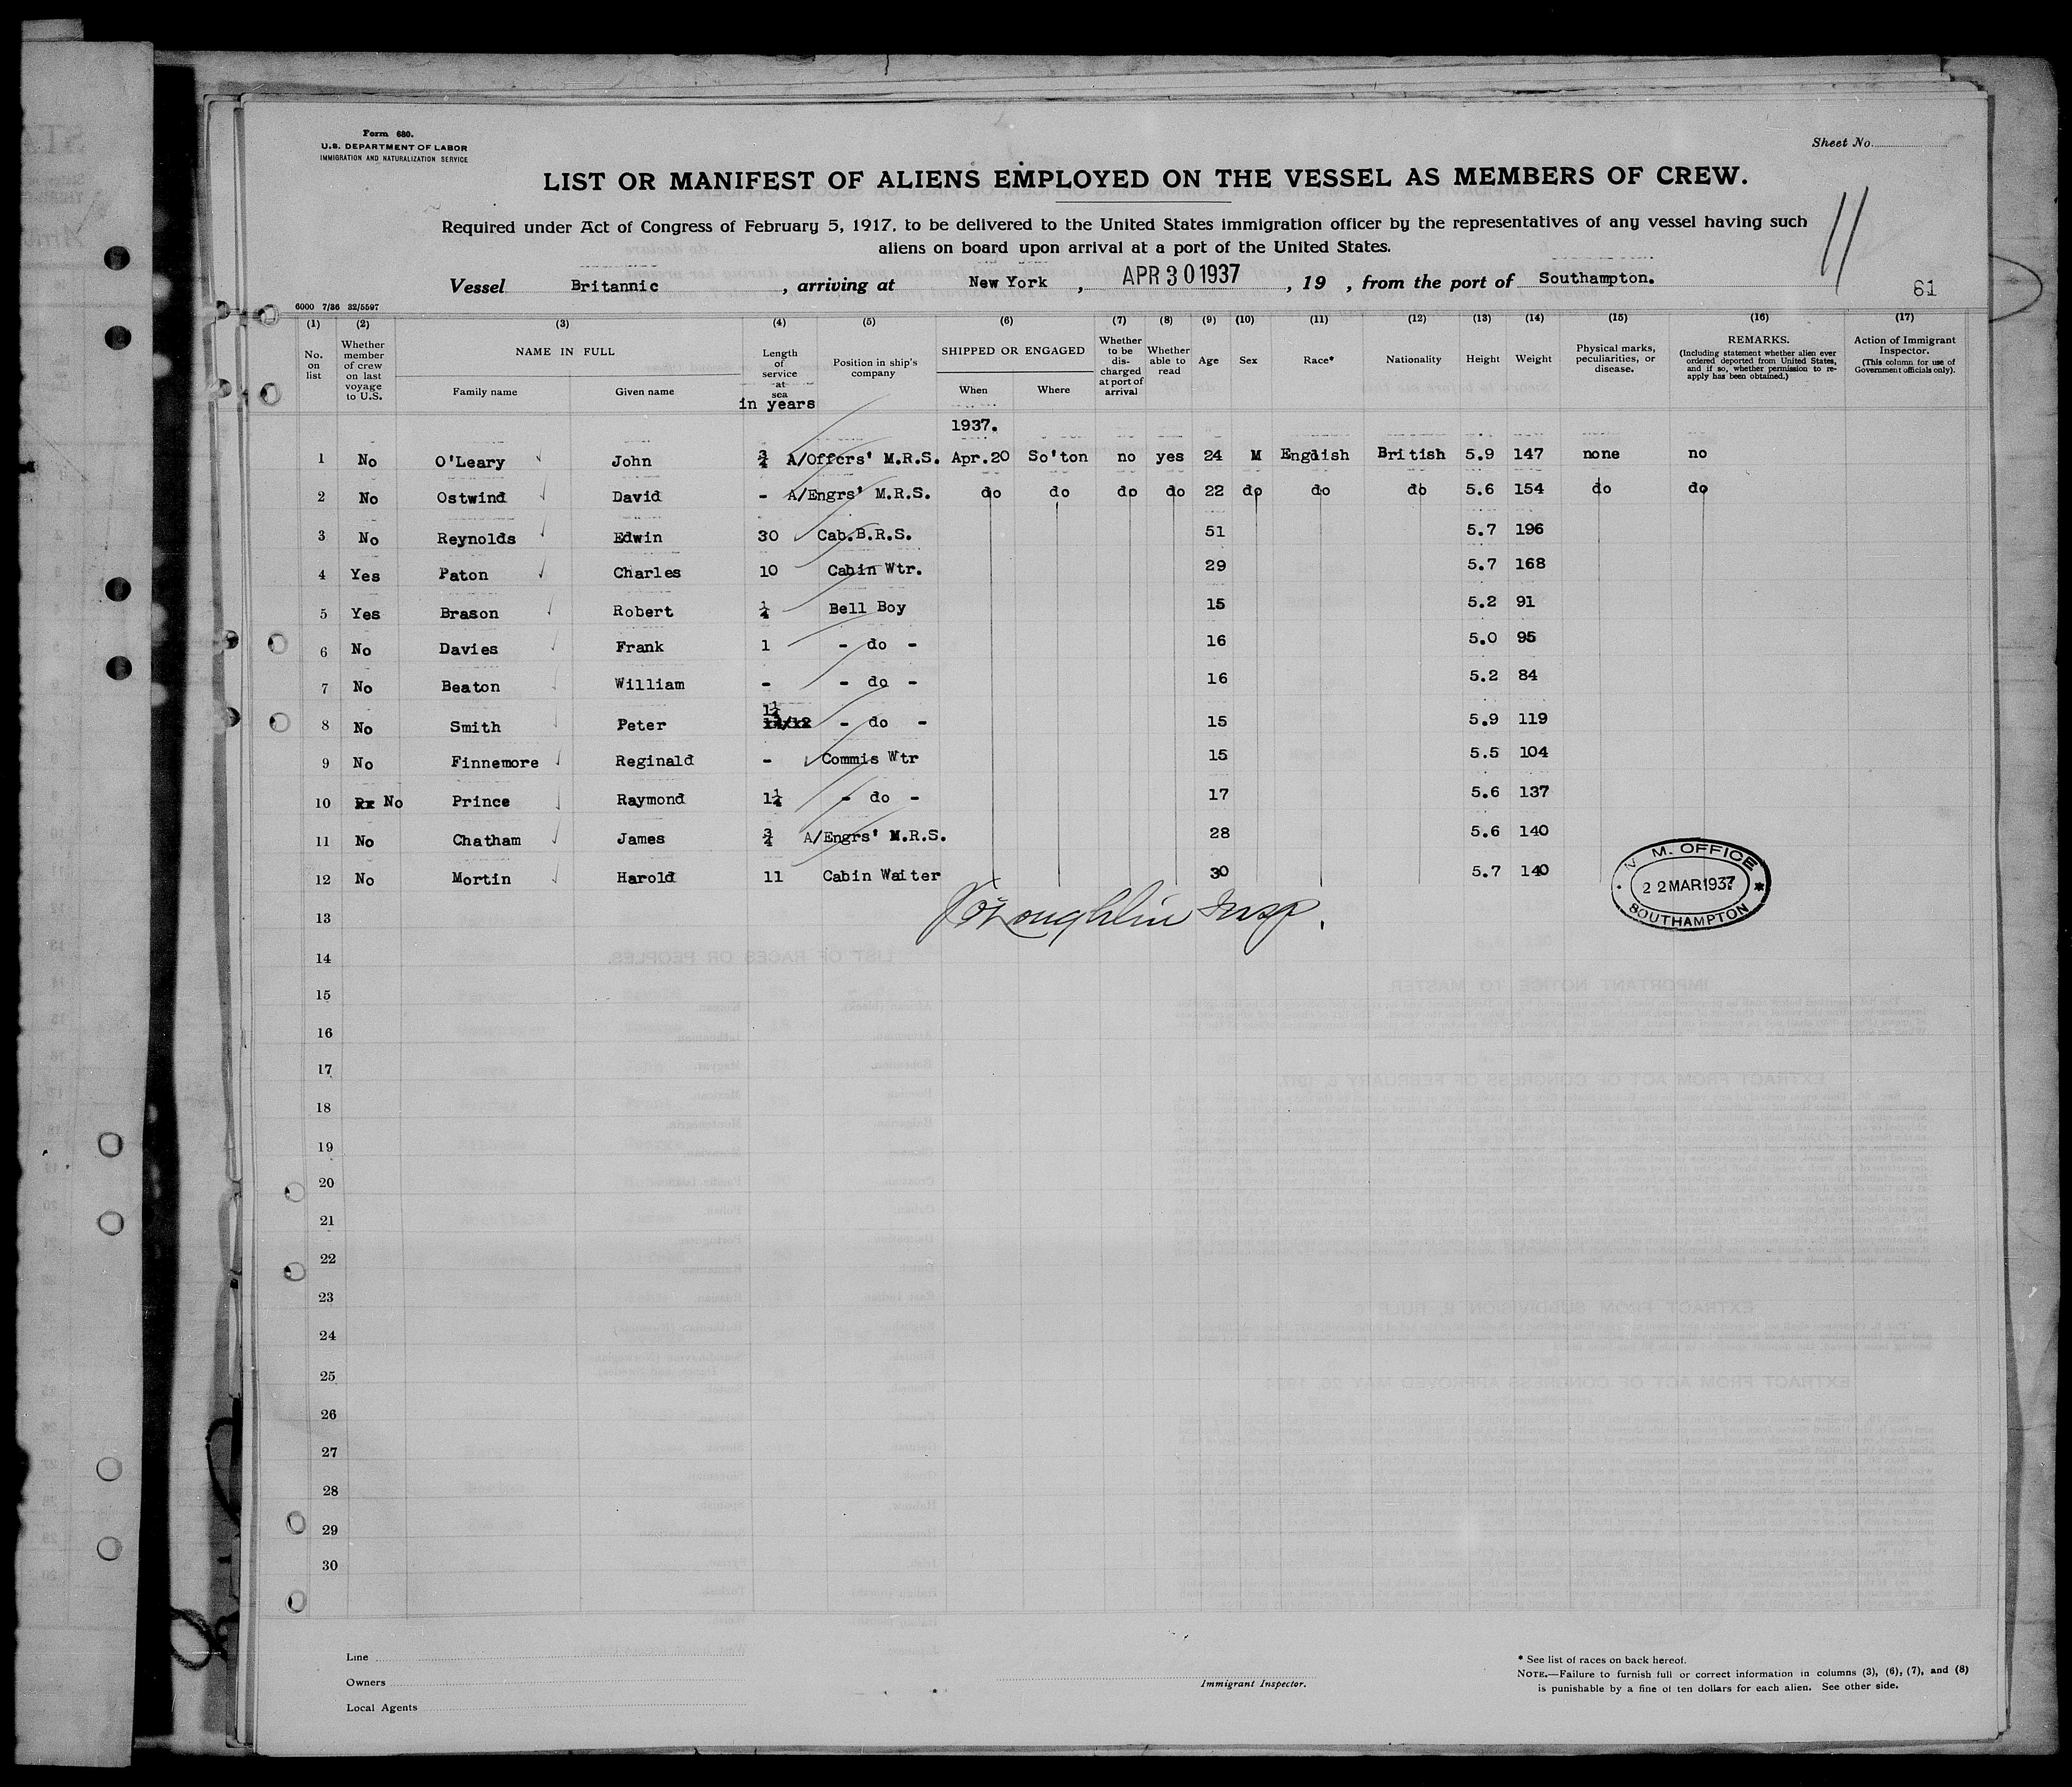 Form 680.
U.S. DEPARTMENT OF LABOR
IMMIGRATION AND NATURALIZATION SERVICE
Sheet No.
LIST OR MANIFEST OF ALIENS EMPLOYED ON THE VESSEL AS MEMBERS OF CREW.
Required under Act of Congress of February 5, 1917, to be delivered to the United States immigration officer by the representatives of any vessel having such
aliens on board upon arrival at a port of the United States.
11
Vessel Britannic, arriving at New York, APR 30 1937, 19 , from the port of Southampton.
61
6000 7/36 32/5597
(1) (2) (3) (4) (5) (6) (7) (8) (9) (10) (11) (12) (13) (14) (15) (16) (17)
No. on list
Whether member of crew on last voyage to U.S.
NAME IN FULL
Family name Given name
Length of service at sea
in years
Position in ship's company
SHIPPED OR ENGAGED
When Where
Whether to be discharged at port of arrival
Whether able to read
Age
Sex
Race*
Nationality
Height
Weight
Physical marks, peculiarities, or disease.
REMARKS.
(Including statement whether alien ever ordered deported from United States, and if so, whether permission to reapply has been obtained.)
Action of Immigrant Inspector.
(This column for use of Government officials only).
1937.
1 No O'Leary John 3/4 A/Offcrs' M.R.S. Apr.20 So'ton no yes 24 M English British 5.9 147 none no
2 No Ostwind David - A/Engrs' M.R.S. do do do do 22 do do do 5.6 154 do do
3 No Reynolds Edwin 30 Cab.B.R.S. 51 5.7 196
4 Yes Paton Charles 10 Cabin Wtr. 29 5.7 168
5 Yes Brason Robert 1/4 Bell Boy 15 5.2 91
6 No Davies Frank 1 - do - 16 5.0 95
7 No Beaton William - - do - 16 5.2 84
8 No Smith Peter 1 1/4 - do - 15 5.9 119
9 No Finnemore Reginald - Commis Wtr 15 5.5 104
10 No Prince Raymond 1 1/4 - do - 17 5.6 137
11 No Chatham James 3/4 A/Engrs' M.R.S. 28 5.6 140
12 No Mortin Harold 11 Cabin Waiter 30 5.7 140
M. OFFICE
22 MAR 1937
SOUTHAMPTON
13
O'Loughlin Insp.
14
15
16
17
18
19
20
21
22
23
24
25
26
27
28
29
30
Line
Owners
Local Agents
Immigrant Inspector.
* See list of races on back hereof.
NOTE.—Failure to furnish full or correct information in columns (3), (6), (7), and (8)
is punishable by a fine of ten dollars for each alien. See other side.